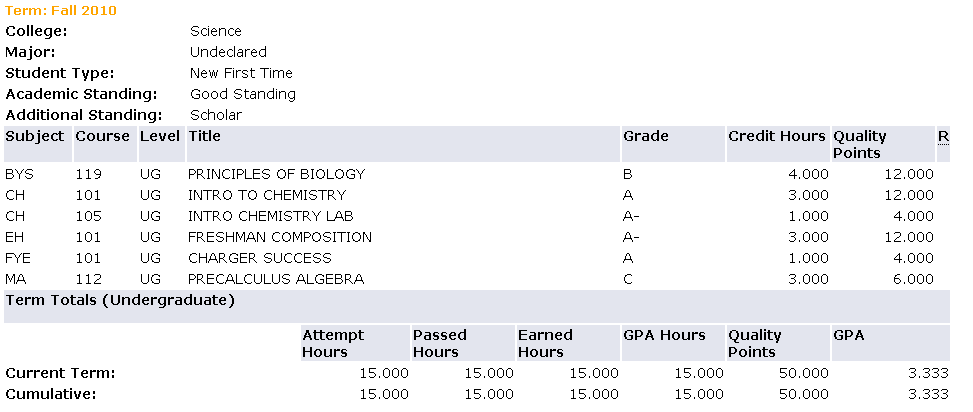 Term: Fall 2010
College: Science
Major: Undeclared
Student Type: New First Time
Academic Standing: Good Standing
Additional Standing: Scholar
Subject Course Level Title Grade Credit Hours Quality Points R
BYS 119 UG PRINCIPLES OF BIOLOGY B 4.000 12.000
CH 101 UG INTRO TO CHEMISTRY A 3.000 12.000
CH 105 UG INTRO CHEMISTRY LAB A- 1.000 4.000
EH 101 UG FRESHMAN COMPOSITION A- 3.000 12.000
FYE 101 UG CHARGER SUCCESS A 1.000 4.000
MA 112 UG PRECALCULUS ALGEBRA C 3.000 6.000
Term Totals (Undergraduate)
Attempt Hours Passed Hours Earned Hours GPA Hours Quality Points GPA
Current Term: 15.000 15.000 15.000 15.000 50.000 3.333
Cumulative: 15.000 15.000 15.000 15.000 50.000 3.333